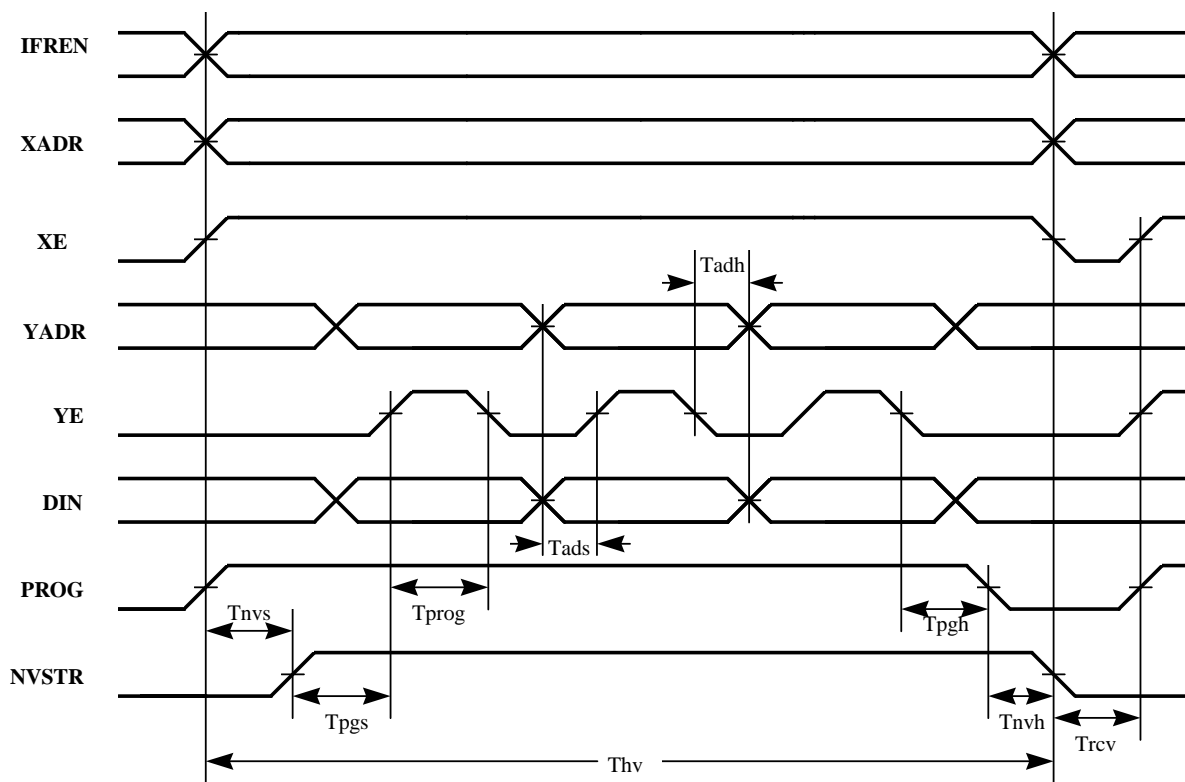 IFREN
XADR
XE
Tadh
YADR
YE
DIN
Tads
PROG
Tnvs
Tprog
Tpgh
NVSTR
Tpgs
Tnvh
Trcv
Thv